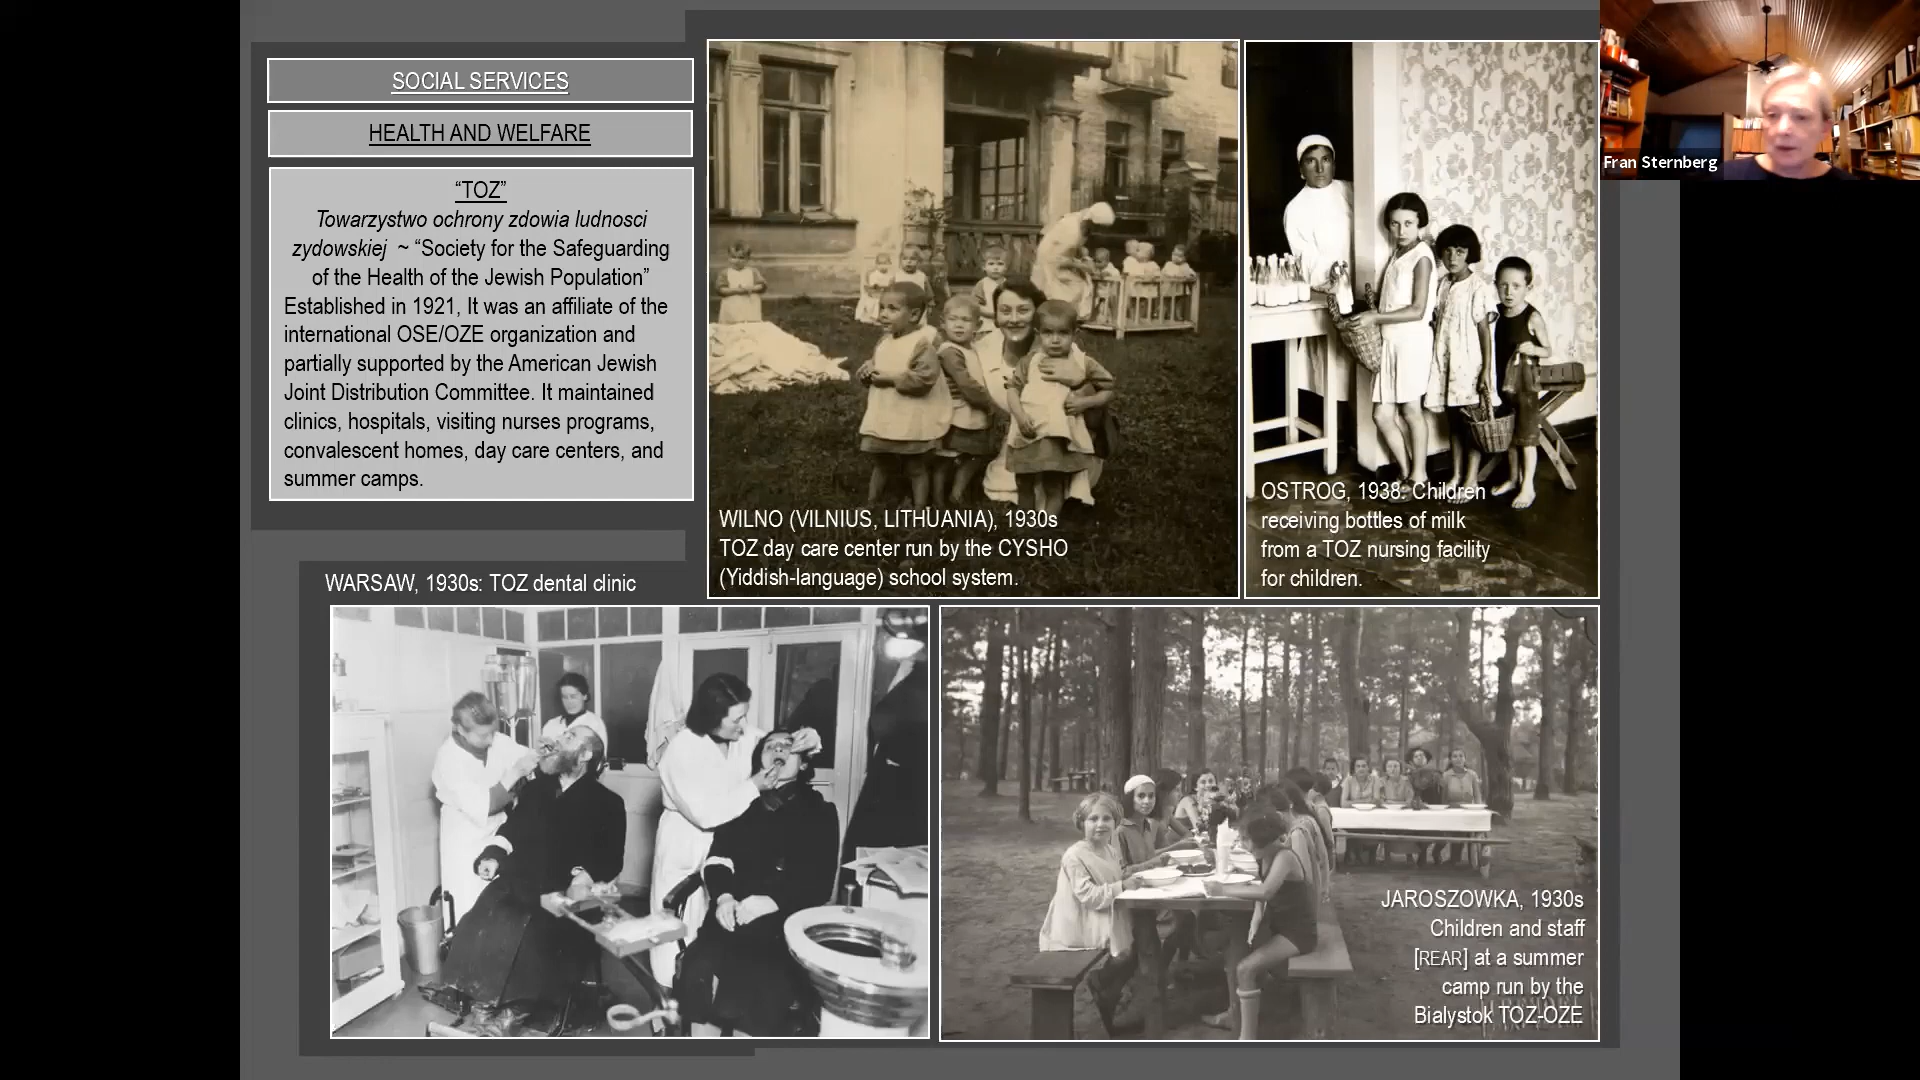 SOCIAL SERVICES
HEALTH AND WELFARE
“TOZ”
Towarzystwo ochrony zdowia ludnosci
zydowskiej ~ “Society for the Safeguarding
of the Health of the Jewish Population”
Established in 1921, It was an affiliate of the
international OSE/OZE organization and
partially supported by the American Jewish
Joint Distribution Committee. It maintained
clinics, hospitals, visiting nurses programs,
convalescent homes, day care centers, and
summer camps.
WILNO (VILNIUS, LITHUANIA), 1930s
TOZ day care center run by the CYSHO
(Yiddish-language) school system.
OSTROG, 1938: Children
receiving bottles of milk
from a TOZ nursing facility
for children.
Fran Sternberg
WARSAW, 1930s: TOZ dental clinic
JAROSZOWKA, 1930s
Children and staff
[REAR] at a summer
camp run by the
Bialystok TOZ-OZE